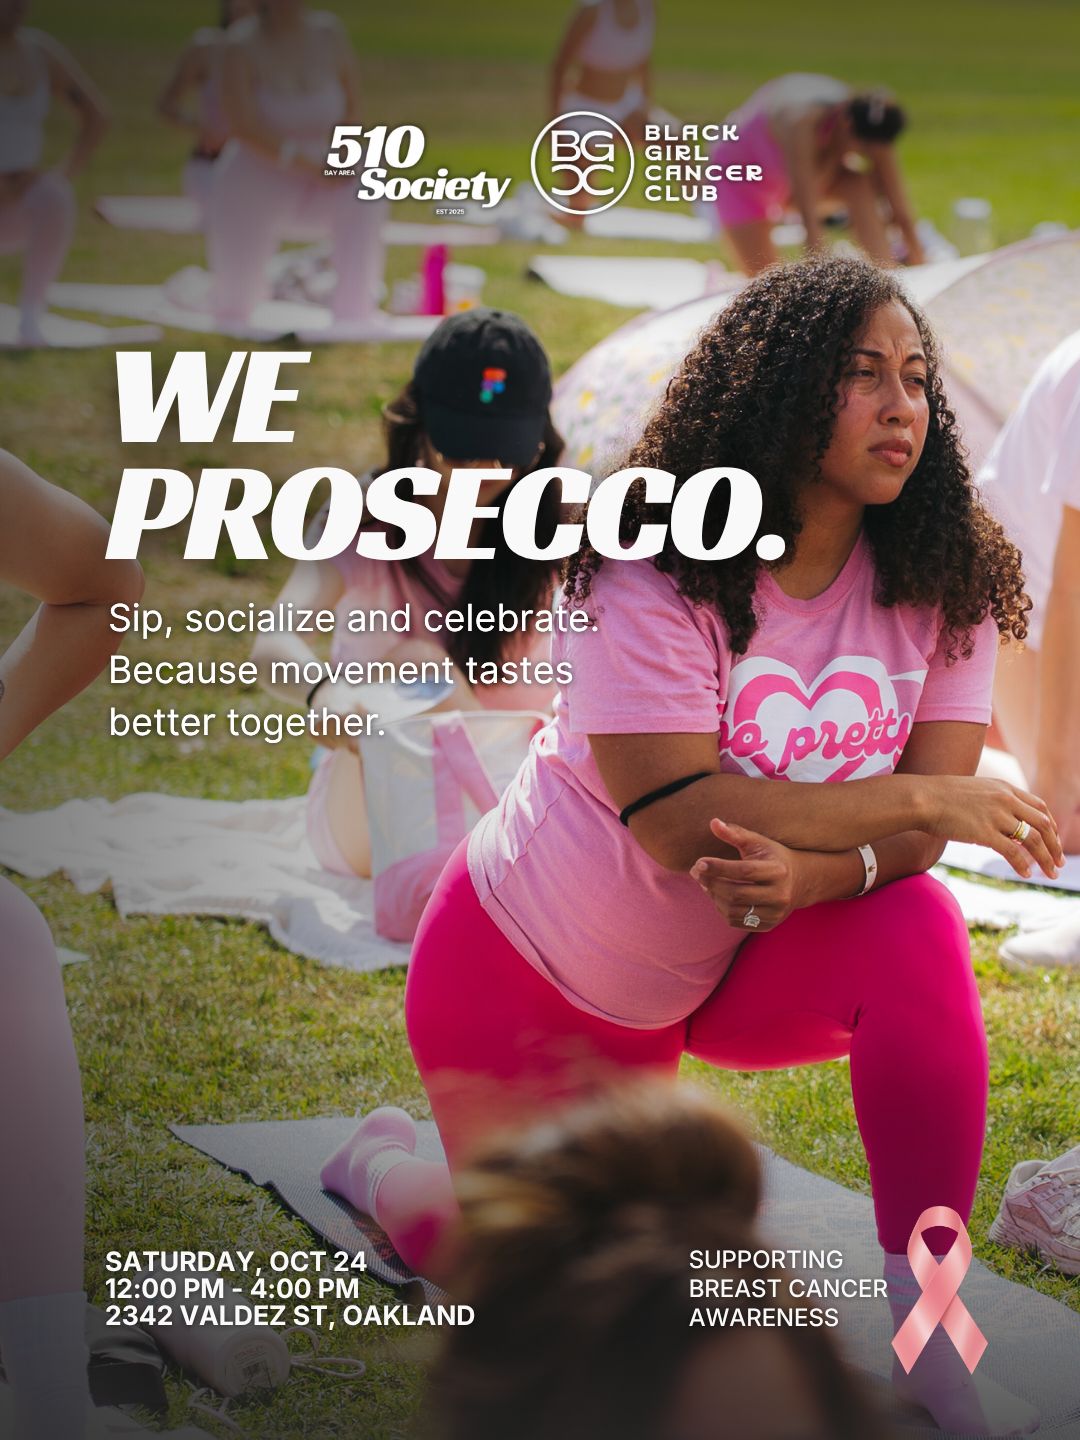 510
BAY AREA
Society
EST 2025
BGCC
BLACK
GIRL
CANCER
CLUB
WE
PROSECCO.
Sip, socialize and celebrate.
Because movement tastes
better together.
pretty
SATURDAY, OCT 24
12:00 PM - 4:00 PM
2342 VALDEZ ST, OAKLAND
SUPPORTING
BREAST CANCER
AWARENESS